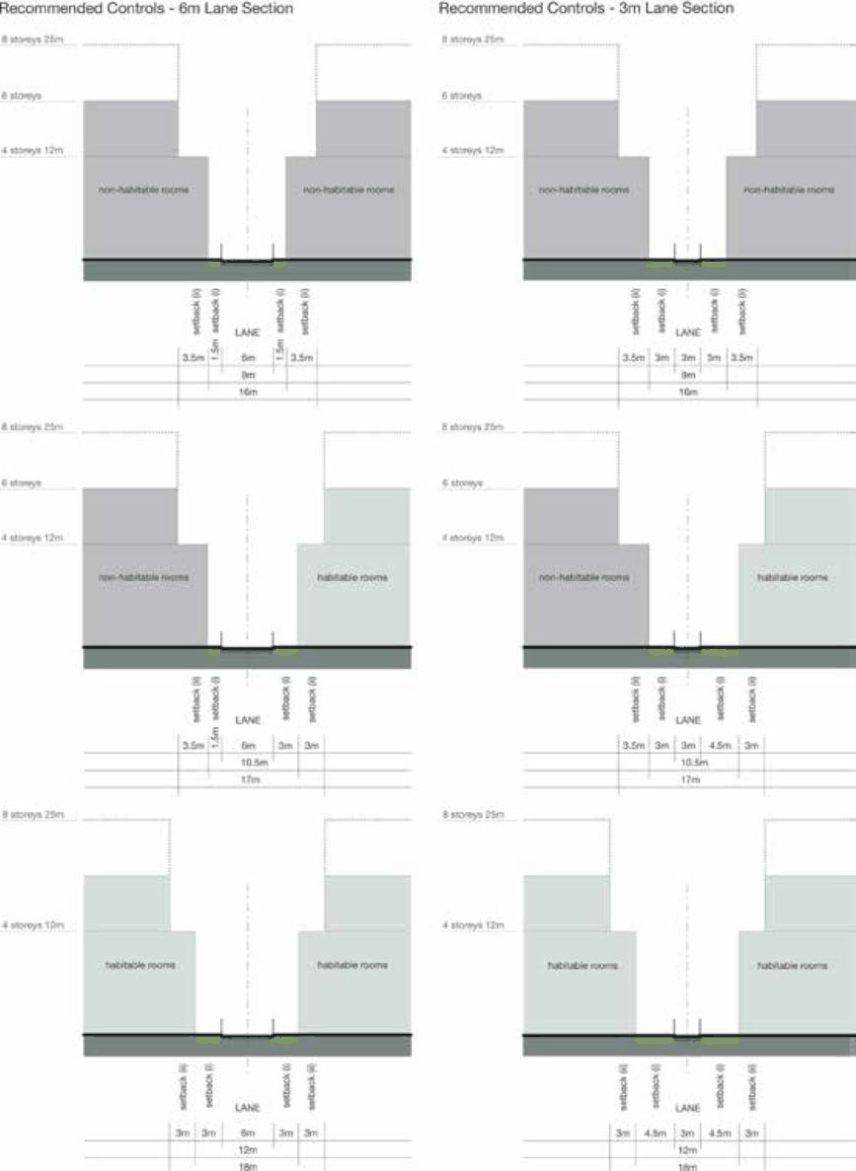 Recommended Controls - 6m Lane Section
8 storeys 25m
6 storeys
4 storeys 12m
non-habitable rooms
non-habitable rooms
setback (ii)
setback (i)
LANE
setback (i)
setback (ii)
3.5m 1.5m 6m 1.5m 3.5m
9m
16m
Recommended Controls - 3m Lane Section
8 storeys 25m
6 storeys
4 storeys 12m
non-habitable rooms
non-habitable rooms
setback (ii)
setback (i)
LANE
setback (i)
setback (ii)
3.5m 3m 3m 3m 3.5m
9m
16m
8 storeys 25m
6 storeys
4 storeys 12m
non-habitable rooms
habitable rooms
setback (ii)
setback (i)
LANE
setback (i)
setback (ii)
3.5m 1.5m 6m 3m 3m
10.5m
17m
8 storeys 25m
6 storeys
4 storeys 12m
non-habitable rooms
habitable rooms
setback (ii)
setback (i)
LANE
setback (i)
setback (ii)
3.5m 3m 3m 4.5m 3m
10.5m
17m
8 storeys 25m
4 storeys 12m
habitable rooms
habitable rooms
setback (ii)
setback (i)
LANE
setback (i)
setback (ii)
3m 3m 6m 3m 3m
12m
18m
8 storeys 25m
4 storeys 12m
habitable rooms
habitable rooms
setback (ii)
setback (i)
LANE
setback (i)
setback (ii)
3m 4.5m 3m 4.5m 3m
12m
18m